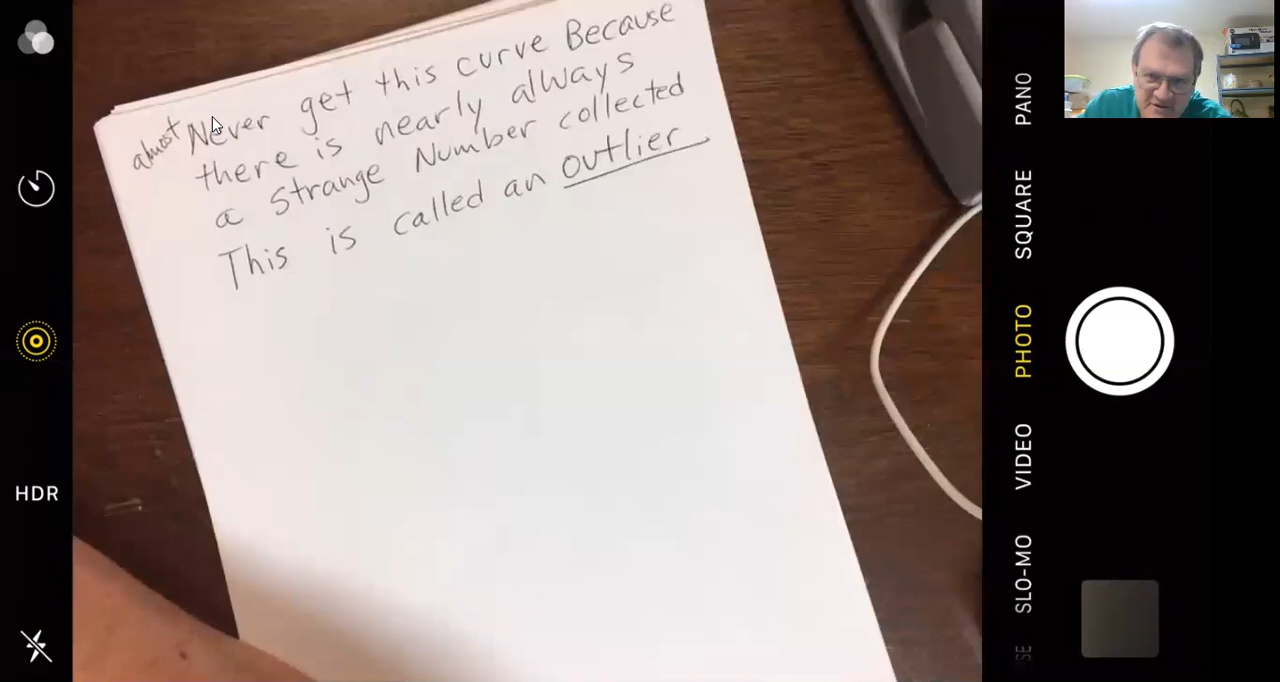 almost Never get this curve Because
there is nearly always
a Strange Number collected
This is called an outlier
HDR
PANO
SQUARE
PHOTO
VIDEO
SLO-MO
SE